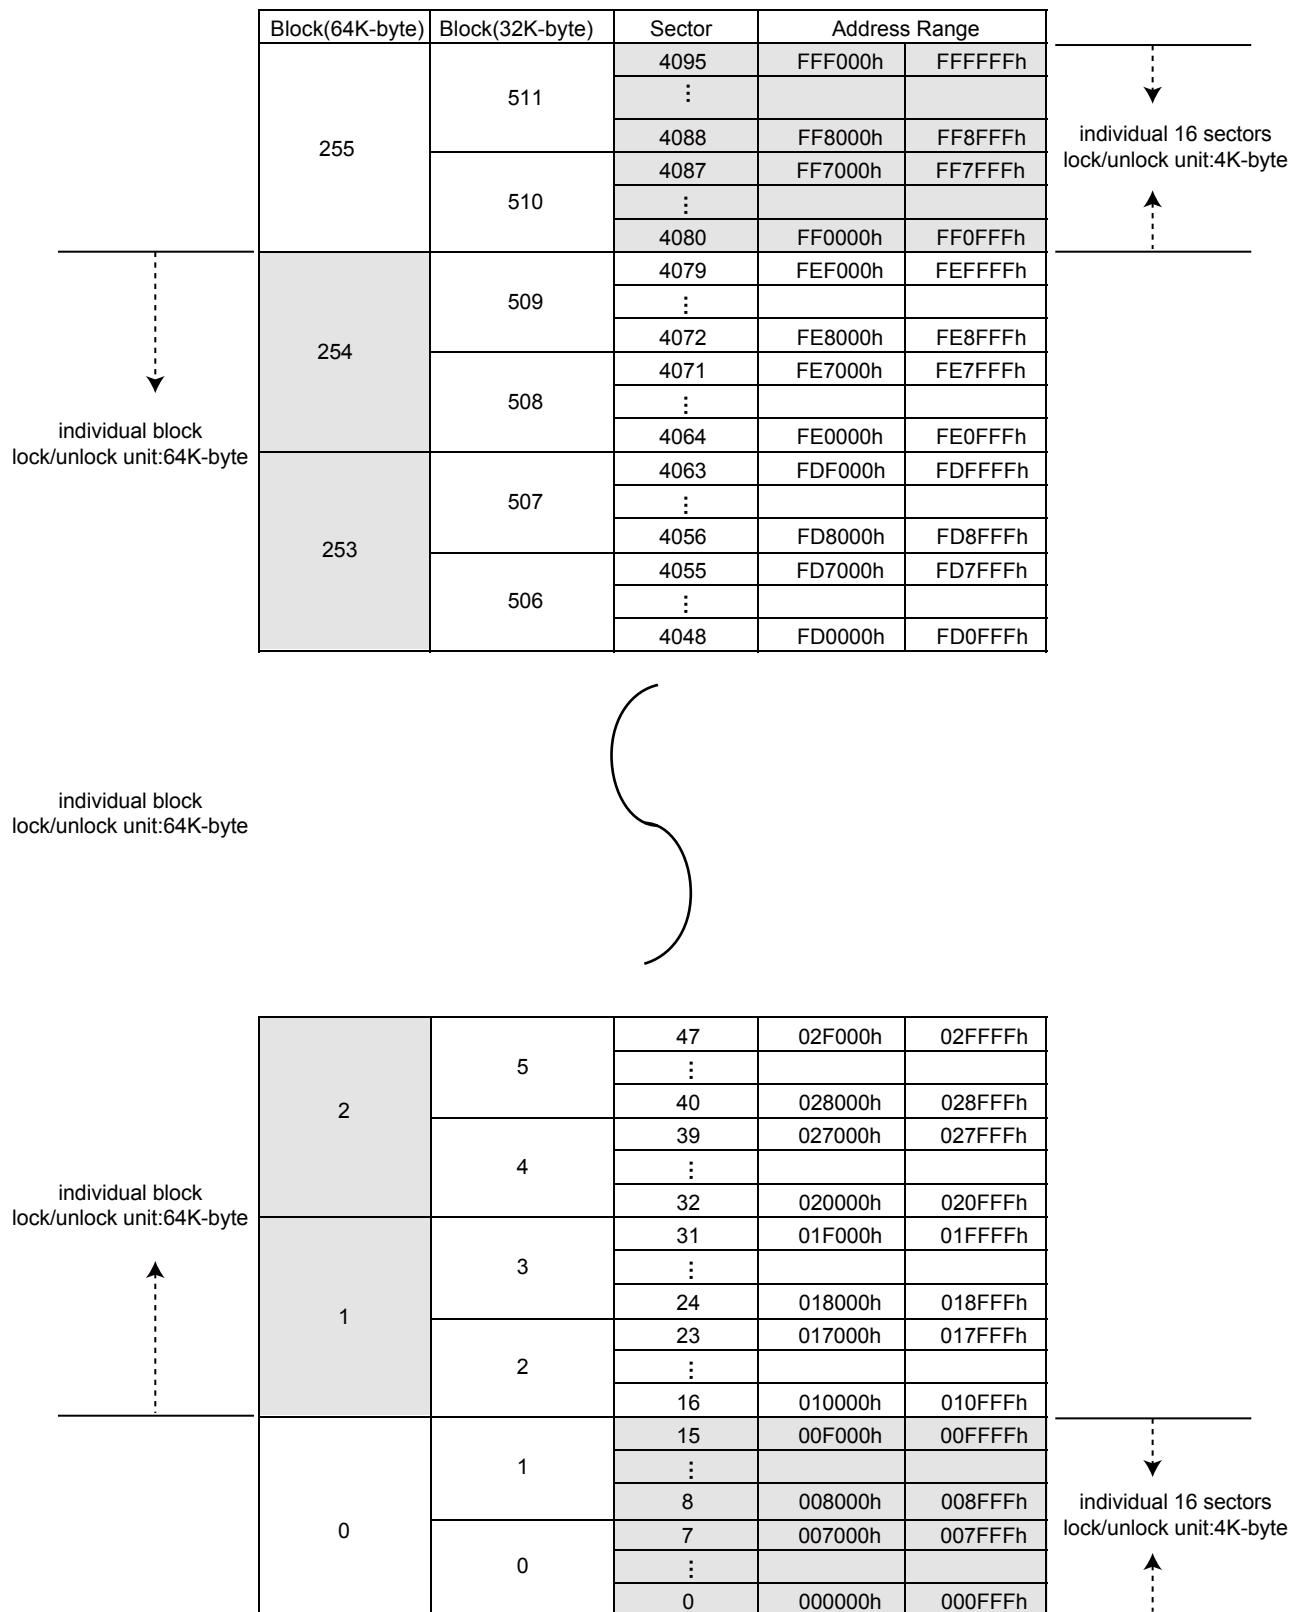 Block(64K-byte) Block(32K-byte) Sector Address Range
4095 FFF000h FFFFFFh
511 ⋮
individual 16 sectors
lock/unlock unit:4K-byte
4088 FF8000h FF8FFFh
255
4087 FF7000h FF7FFFh
510 ⋮
4080 FF0000h FF0FFFh
4079 FEF000h FEFFFFh
509 ⋮
4072 FE8000h FE8FFFh
254
4071 FE7000h FE7FFFh
508 ⋮
individual block
lock/unlock unit:64K-byte
4064 FE0000h FE0FFFh
4063 FDF000h FDFFFFh
507 ⋮
4056 FD8000h FD8FFFh
253
4055 FD7000h FD7FFFh
506 ⋮
4048 FD0000h FD0FFFh
individual block
lock/unlock unit:64K-byte
47 02F000h 02FFFFh
5 ⋮
40 028000h 028FFFh
2
39 027000h 027FFFh
4 ⋮
individual block
lock/unlock unit:64K-byte
32 020000h 020FFFh
31 01F000h 01FFFFh
3 ⋮
24 018000h 018FFFh
1
23 017000h 017FFFh
2 ⋮
16 010000h 010FFFh
15 00F000h 00FFFFh
1 ⋮
8 008000h 008FFFh
individual 16 sectors
lock/unlock unit:4K-byte
0
7 007000h 007FFFh
0 ⋮
0 000000h 000FFFh